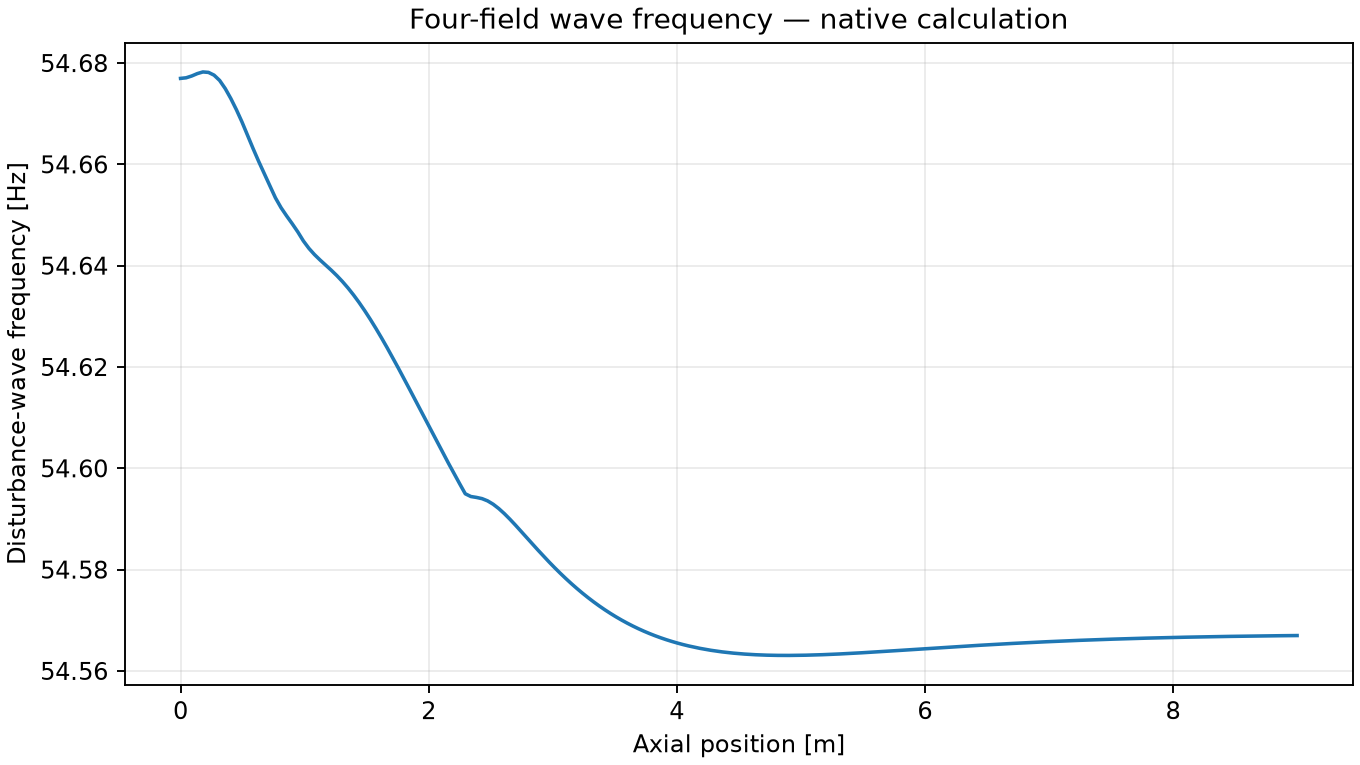 Four-field wave frequency — native calculation
Disturbance-wave frequency [Hz]
54.68
54.66
54.64
54.62
54.60
54.58
54.56
0 2 4 6 8
Axial position [m]